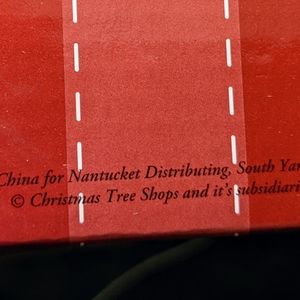 China for Nantucket Distributing, South Yar
© Christmas Tree Shops and it's subsidiari